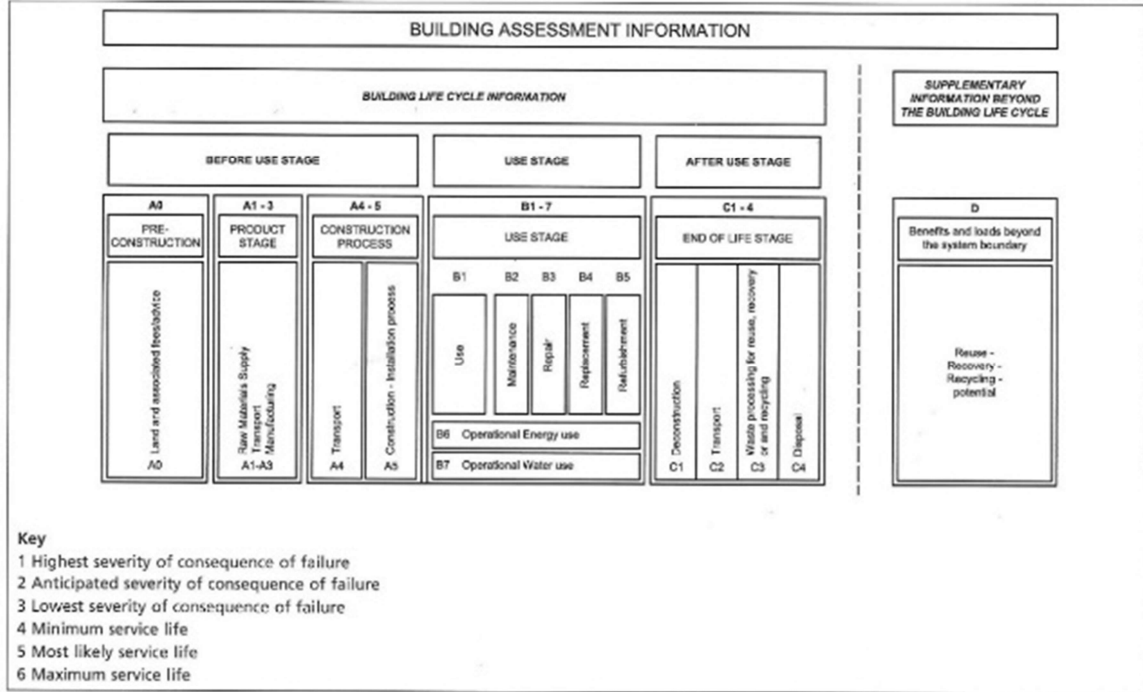 BUILDING ASSESSMENT INFORMATION
BUILDING LIFE CYCLE INFORMATION
SUPPLEMENTARY
INFORMATION BEYOND
THE BUILDING LIFE CYCLE
BEFORE USE STAGE
USE STAGE
AFTER USE STAGE
A0
PRE-
CONSTRUCTION
Land and associated fees/advice
A0
A1 - 3
PRODUCT
STAGE
Raw Materials Supply
Transport
Manufacturing
A1-A3
A4 - 5
CONSTRUCTION
PROCESS
Transport
A4
Construction - Installation process
A5
B1 - 7
USE STAGE
B1
Use
B2
Maintenance
B3
Repair
B4
Replacement
B5
Refurbishment
B6 Operational Energy use
B7 Operational Water use
C1 - 4
END OF LIFE STAGE
Deconstruction
C1
Transport
C2
Waste processing for reuse, recovery
or and recycling
C3
Disposal
C4
D
Benefits and loads beyond
the system boundary
Reuse -
Recovery -
Recycling -
potential
Key
1 Highest severity of consequence of failure
2 Anticipated severity of consequence of failure
3 Lowest severity of consequence of failure
4 Minimum service life
5 Most likely service life
6 Maximum service life